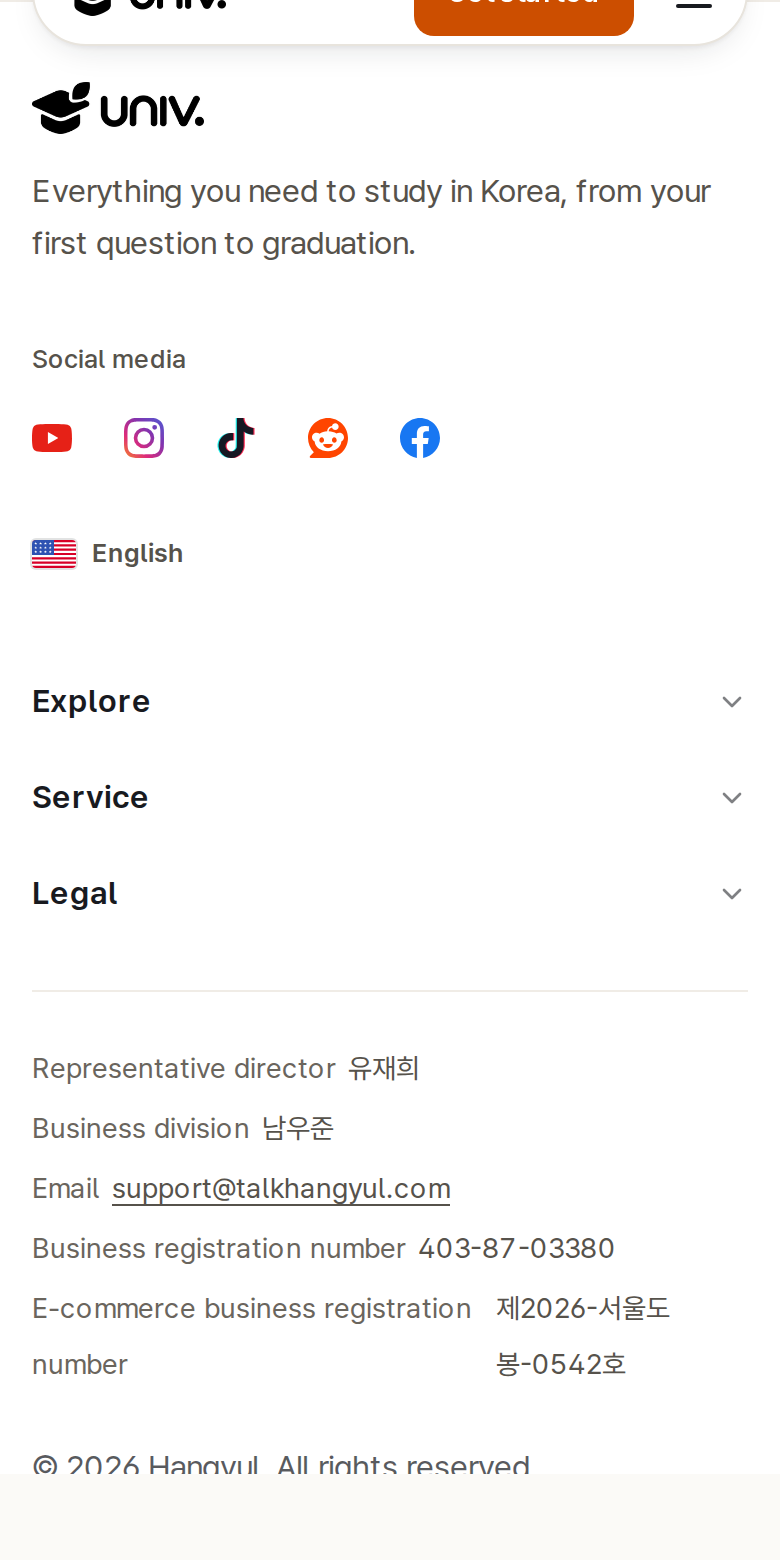 univ.
Get started
univ.
Everything you need to study in Korea, from your
first question to graduation.
Social media
English
Explore
Service
Legal
Representative director 유재희
Business division 남우준
Email support@talkhangyul.com
Business registration number 403-87-03380
E-commerce business registration 제2026-서울도
number 봉-0542호
© 2026 Hangyul. All rights reserved.